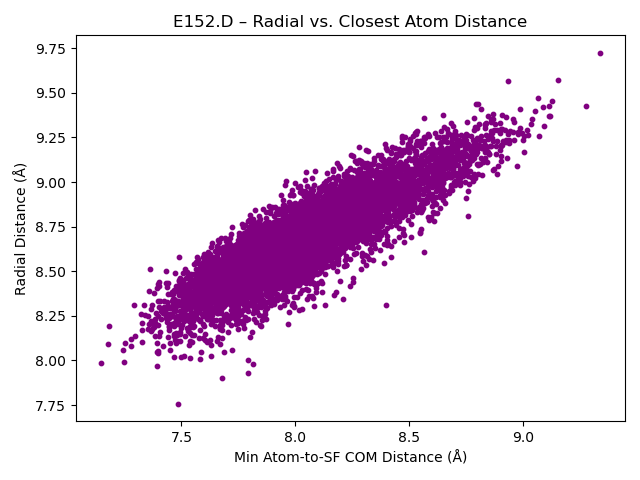 E152.D – Radial vs. Closest Atom Distance
9.75
9.50
9.25
9.00
8.75
8.50
8.25
8.00
7.75
Radial Distance (Å)
7.5 8.0 8.5 9.0
Min Atom-to-SF COM Distance (Å)